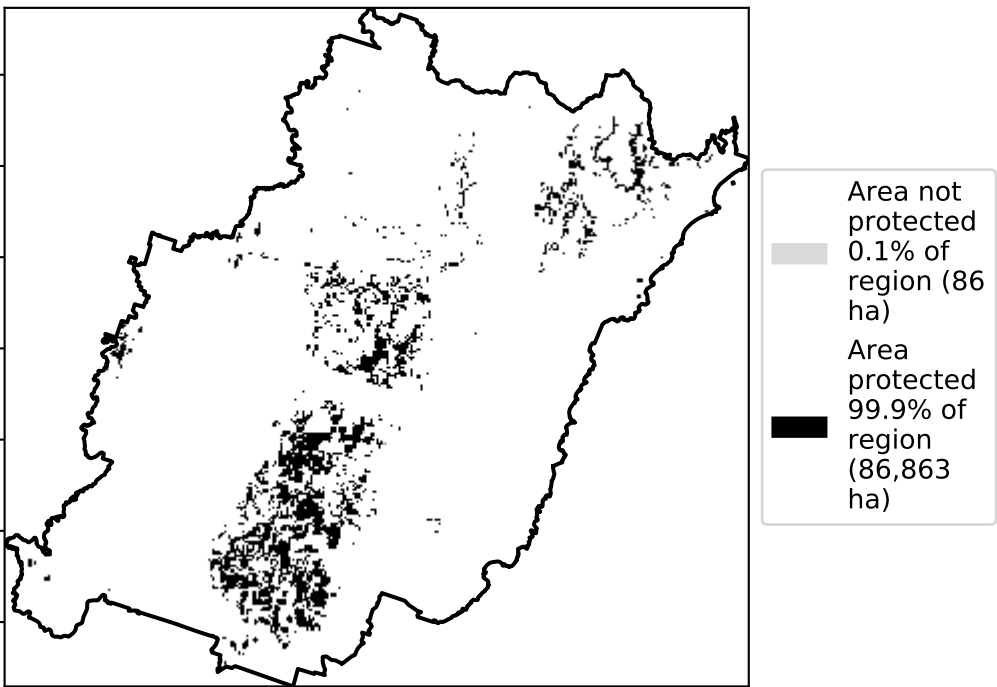 Area not
protected
0.1% of
region (86
ha)
Area
protected
99.9% of
region
(86,863
ha)